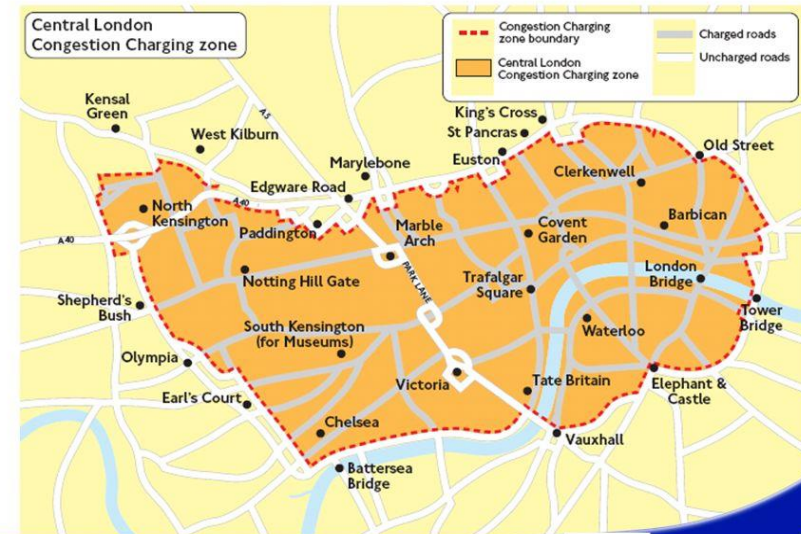 Central London
Congestion Charging zone
Congestion Charging
zone boundary
Central London
Congestion Charging zone
Charged roads
Uncharged roads
Kensal
Green
A5
West Kilburn
King's Cross
St Pancras
Euston
Old Street
Marylebone
Clerkenwell
Edgware Road
North
Kensington
A40
Paddington
Marble
Arch
Covent
Garden
Barbican
A40
Notting Hill Gate
PARK LANE
Trafalgar
Square
London
Bridge
Shepherd's
Bush
Tower
Bridge
South Kensington
(for Museums)
Waterloo
Olympia
Victoria
Tate Britain
Elephant &
Castle
Earl's Court
Chelsea
Vauxhall
Battersea
Bridge